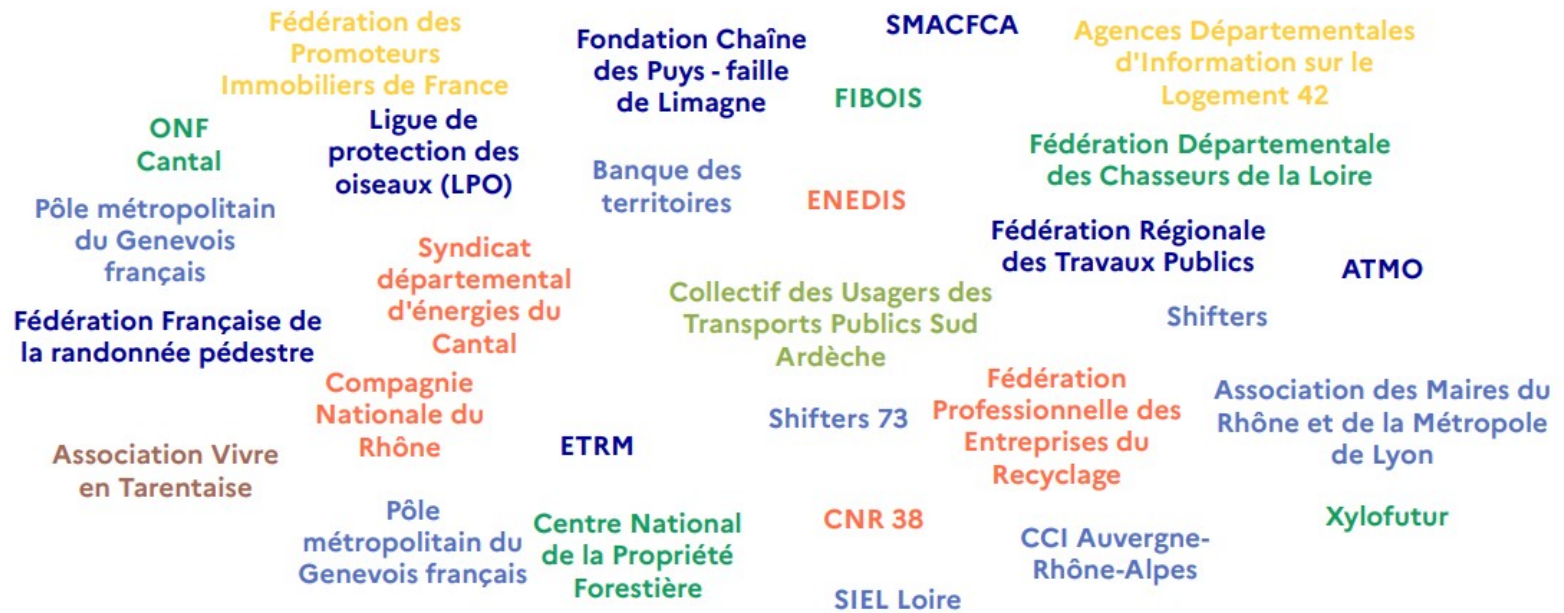 Fédération des
Promoteurs
Immobiliers de France
Fondation Chaîne
des Puys - faille
de Limagne
SMACFCA
Agences Départementales
d'Information sur le
Logement 42
FIBOIS
ONF
Cantal
Ligue de
protection des
oiseaux (LPO)
Banque des
territoires
ENEDIS
Fédération Départementale
des Chasseurs de la Loire
Pôle métropolitain
du Genevois
français
Syndicat
départemental
d'énergies du
Cantal
Fédération Régionale
des Travaux Publics
ATMO
Collectif des Usagers des
Transports Publics Sud
Ardèche
Shifters
Fédération Française de
la randonnée pédestre
Compagnie
Nationale du
Rhône
Shifters 73
Fédération
Professionnelle des
Entreprises du
Recyclage
Association des Maires du
Rhône et de la Métropole
de Lyon
Association Vivre
en Tarentaise
ETRM
Pôle
métropolitain du
Genevois français
Centre National
de la Propriété
Forestière
CNR 38
CCI Auvergne-
Rhône-Alpes
Xylofutur
SIEL Loire